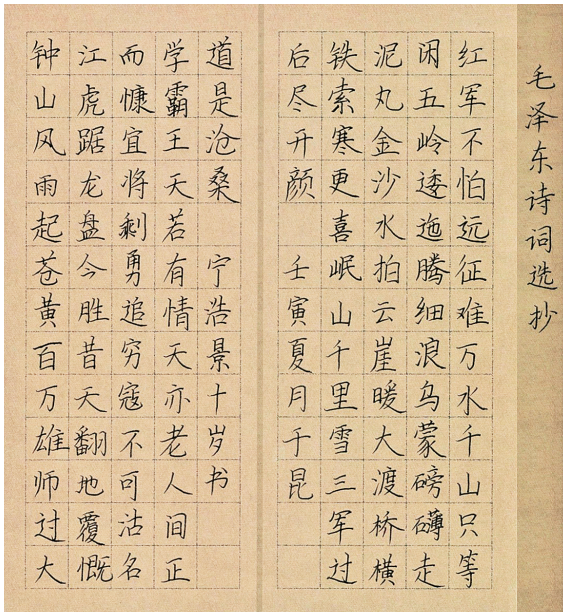 毛泽东诗词选抄
红军不怕远征难万水千山只等
闲五岭逶迤腾细浪乌蒙磅礴走
泥丸金沙水拍云崖暖大渡桥横
铁索寒更喜岷山千里雪三军过
后尽开颜 壬寅夏月于昆
钟山风雨起苍黄百万雄师过大
江虎踞龙盘今胜昔天翻地覆慨
而慷宜将剩勇追穷寇不可沽名
学霸王天若有情天亦老人间正
道是沧桑 宁浩景十岁书